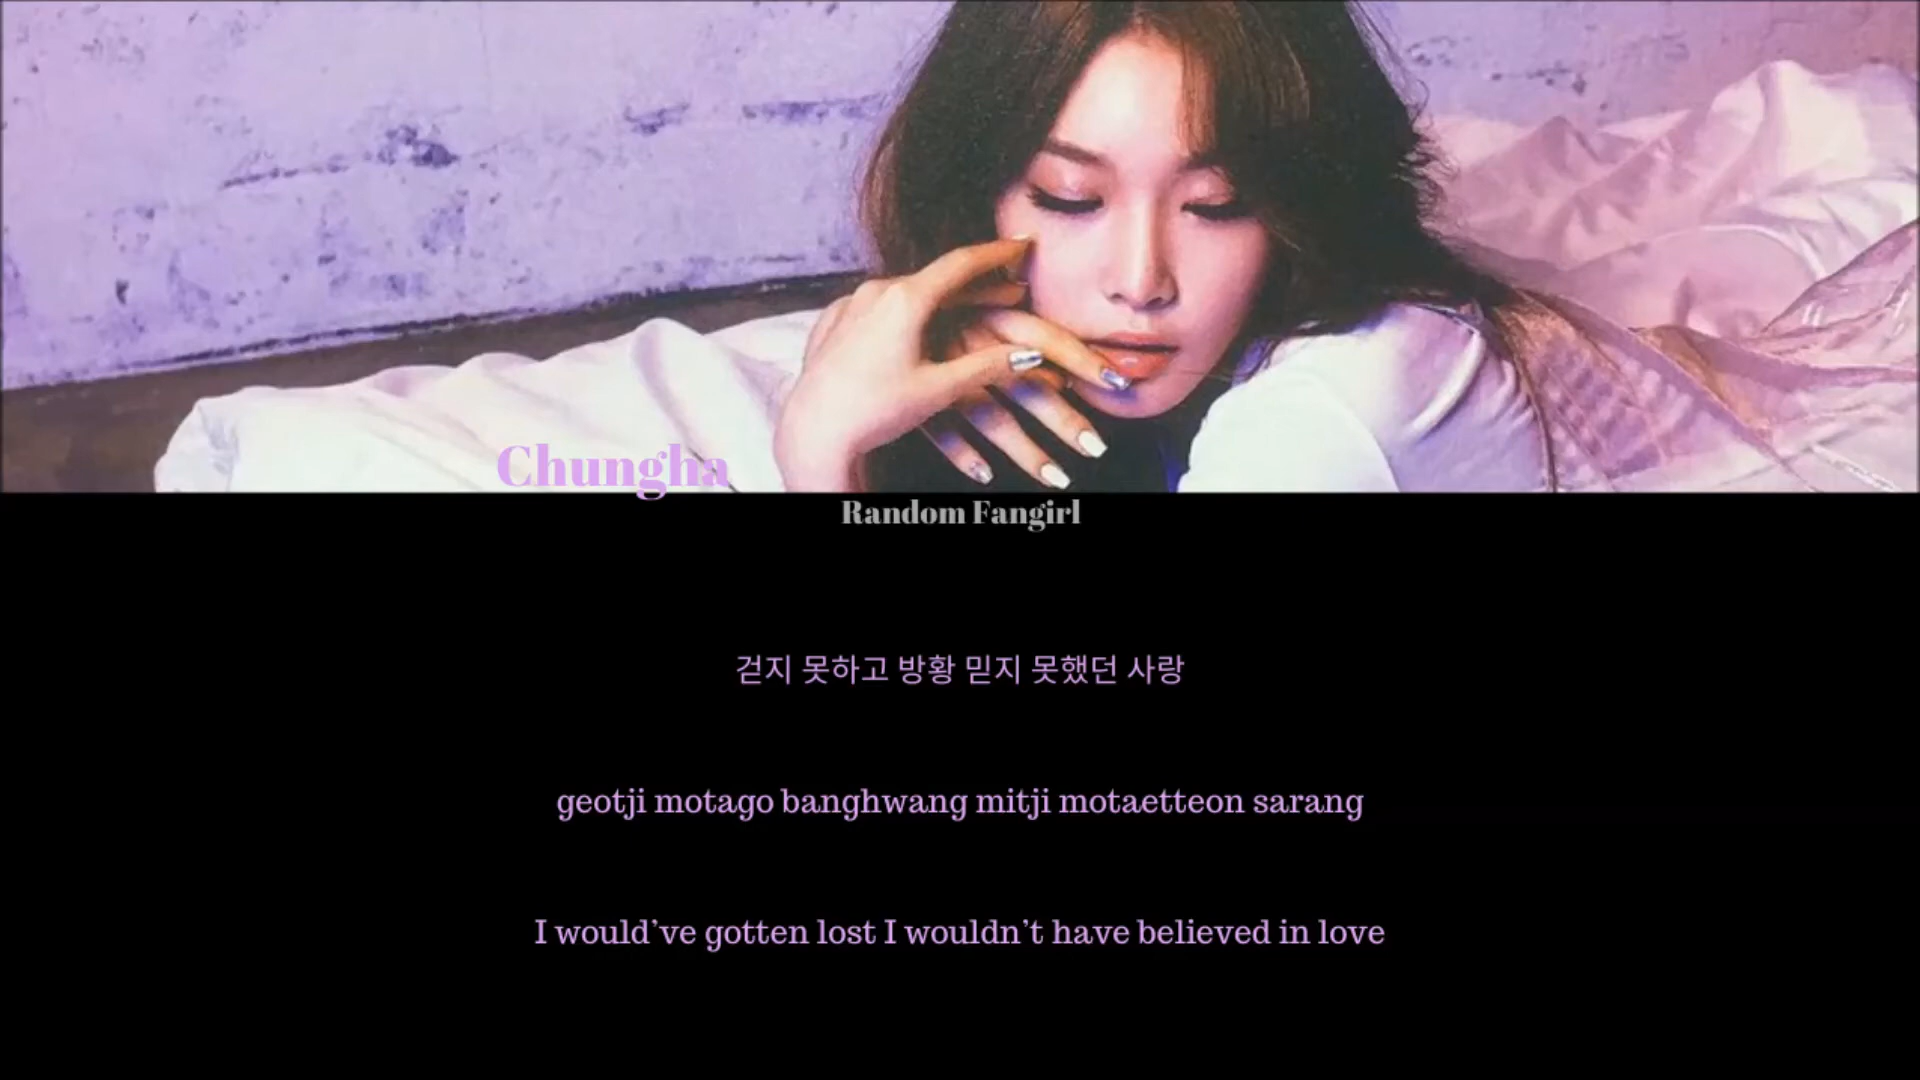 Chungha
Random Fangirl
걷지 못하고 방황 믿지 못했던 사랑
geotji motago banghwang mitji motaetteon sarang
I would’ve gotten lost I wouldn’t have believed in love